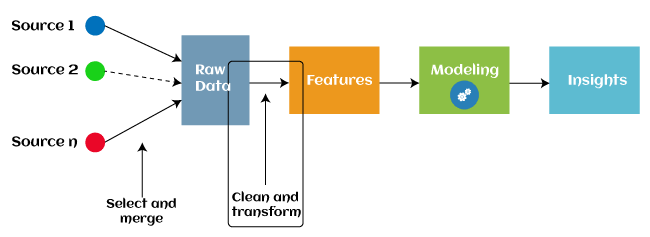 Source 1
Source 2
Source n
Select and
merge
Raw
Data
Clean and
transform
Features
Modeling
Insights